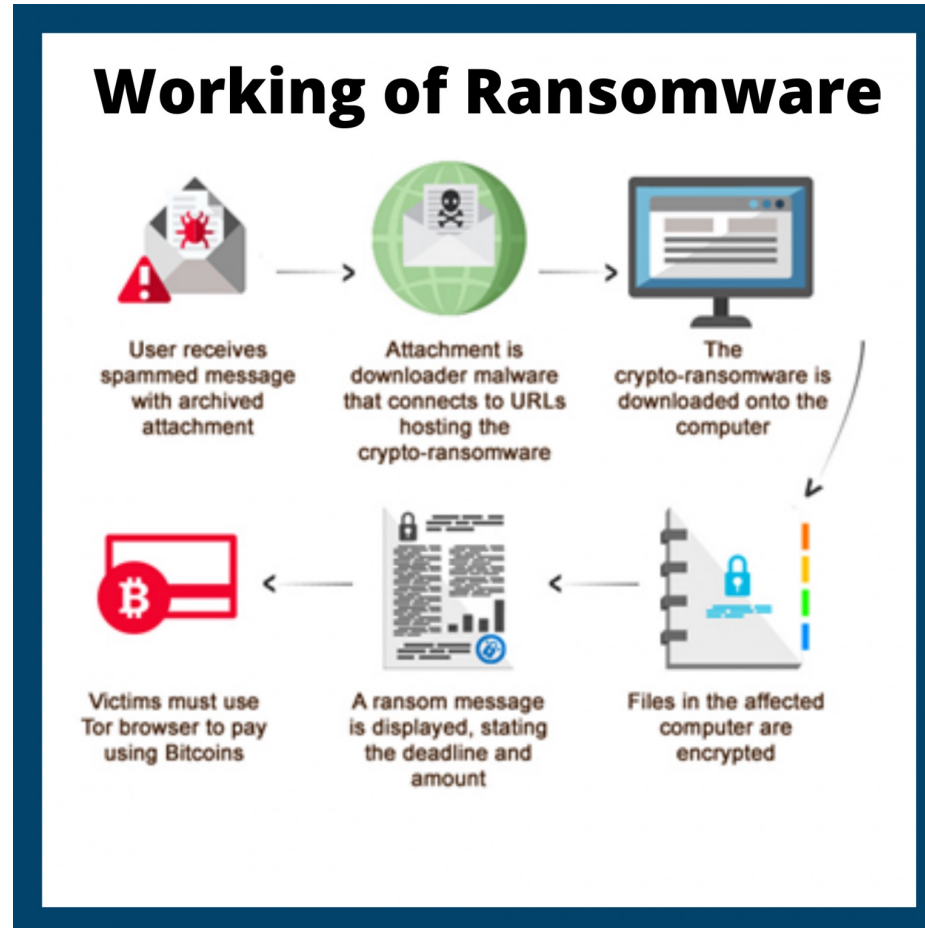 Working of Ransomware
User receives
spammed message
with archived
attachment
Attachment is
downloader malware
that connects to URLs
hosting the
crypto-ransomware
The
crypto-ransomware is
downloaded onto the
computer
Files in the affected
computer are
encrypted
A ransom message
is displayed, stating
the deadline and
amount
Victims must use
Tor browser to pay
using Bitcoins